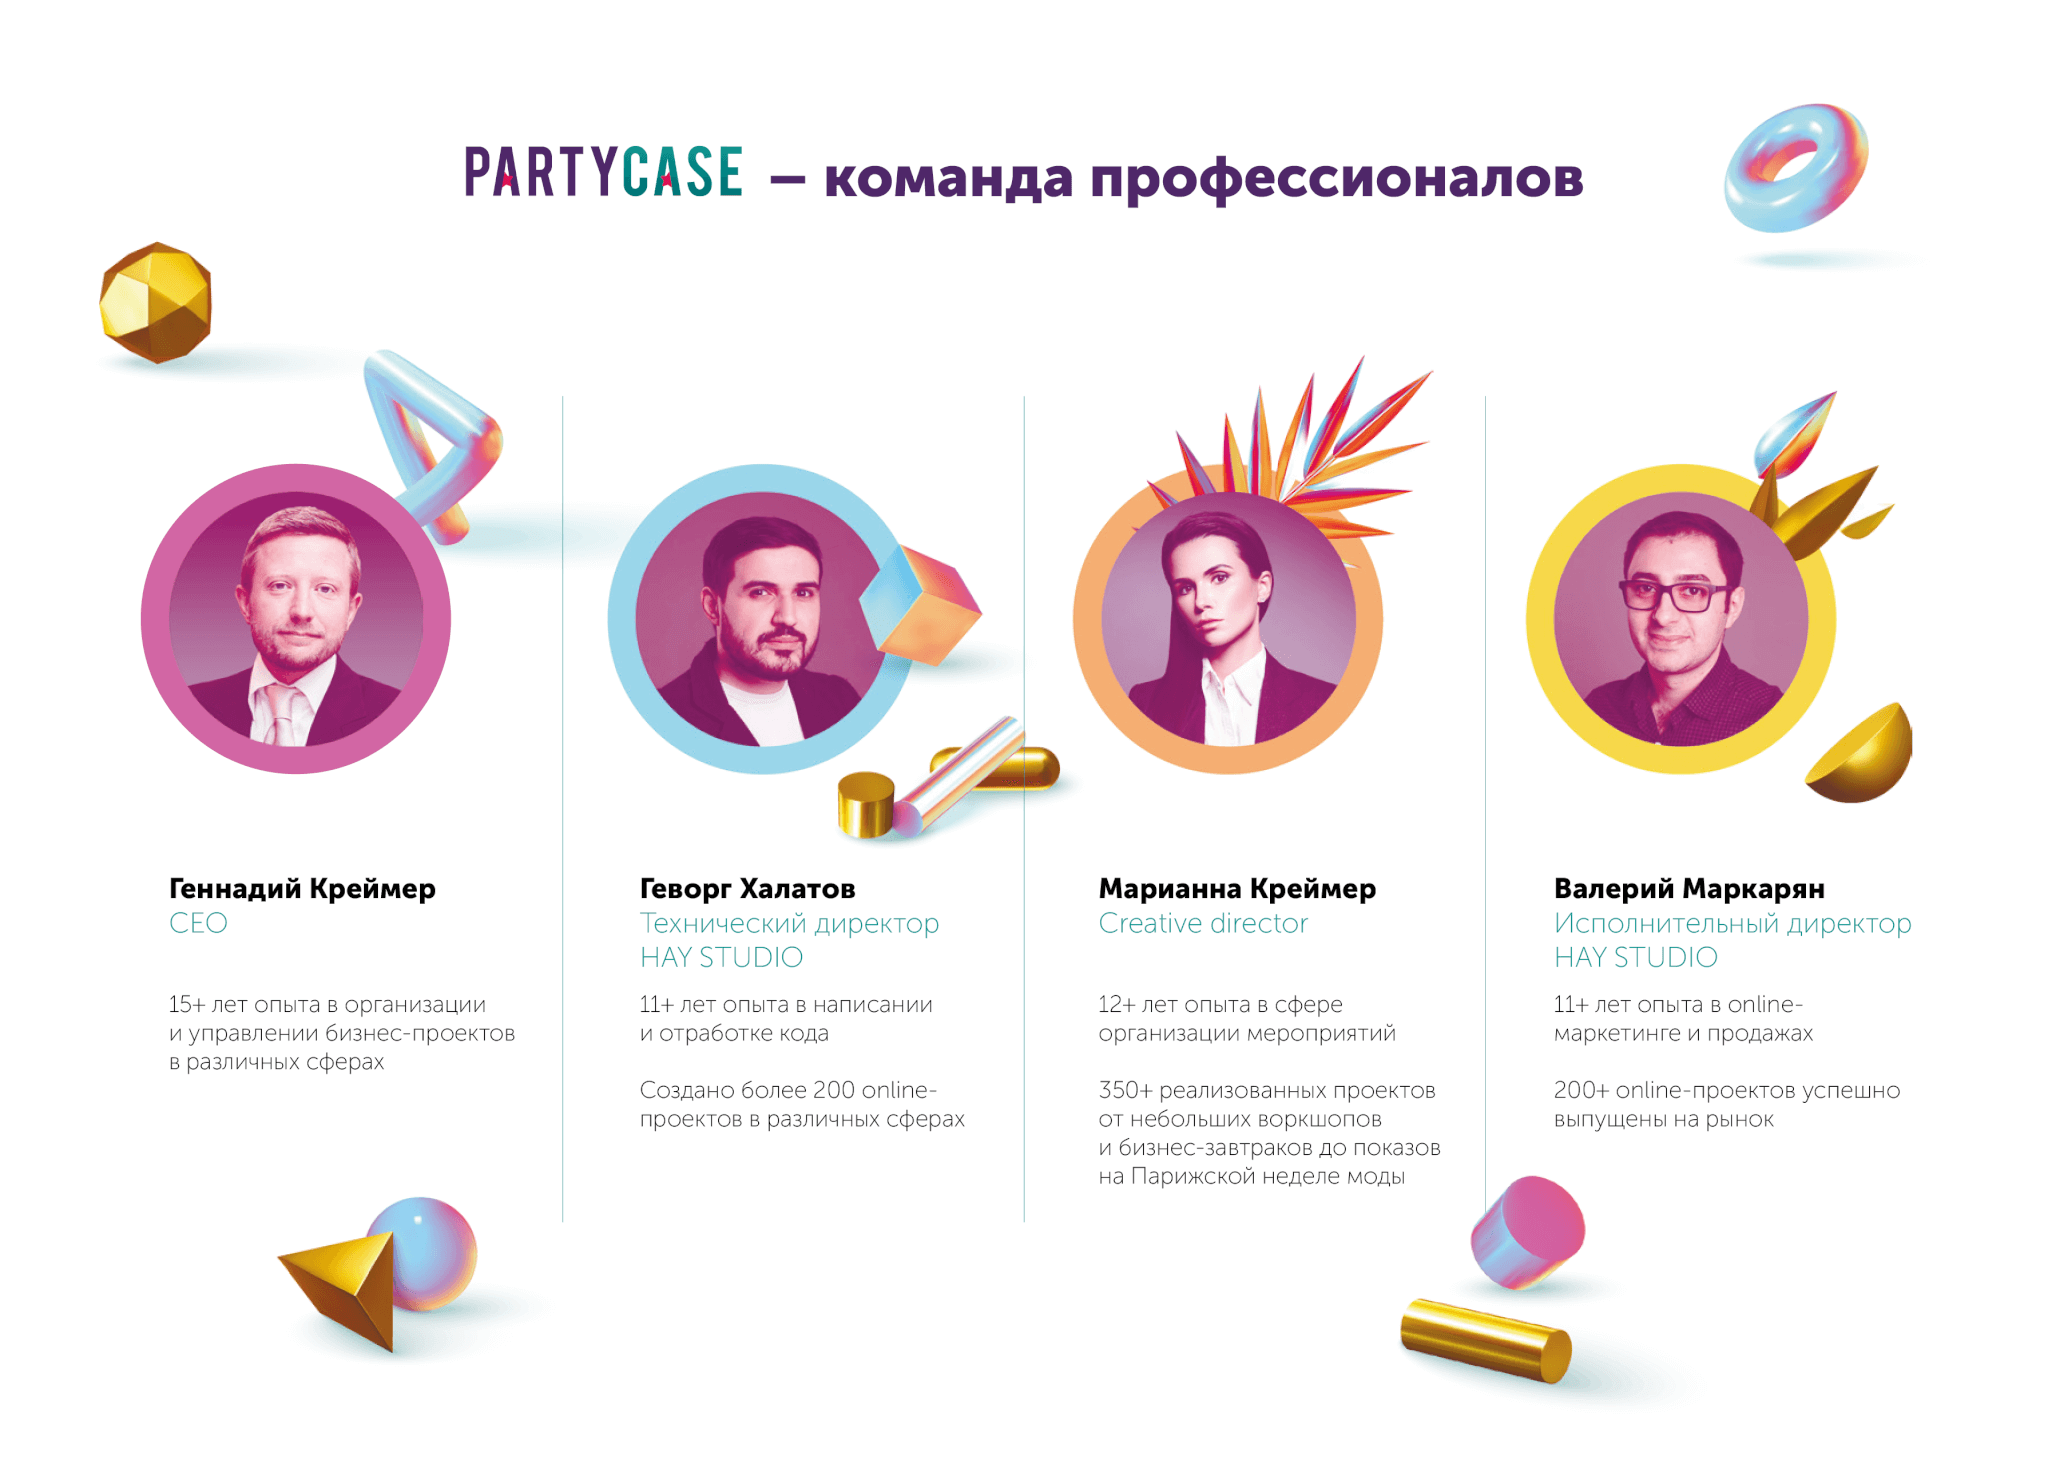 PARTYCASE – команда профессионалов
Геннадий Креймер
CEO
15+ лет опыта в организации
и управлении бизнес-проектов
в различных сферах
Геворг Халатов
Технический директор
HAY STUDIO
11+ лет опыта в написании
и отработке кода
Создано более 200 online-
проектов в различных сферах
Марианна Креймер
Creative director
12+ лет опыта в сфере
организации мероприятий
350+ реализованных проектов
от небольших воркшопов
и бизнес-завтраков до показов
на Парижской неделе моды
Валерий Маркарян
Исполнительный директор
HAY STUDIO
11+ лет опыта в online-
маркетинге и продажах
200+ online-проектов успешно
выпущены на рынок